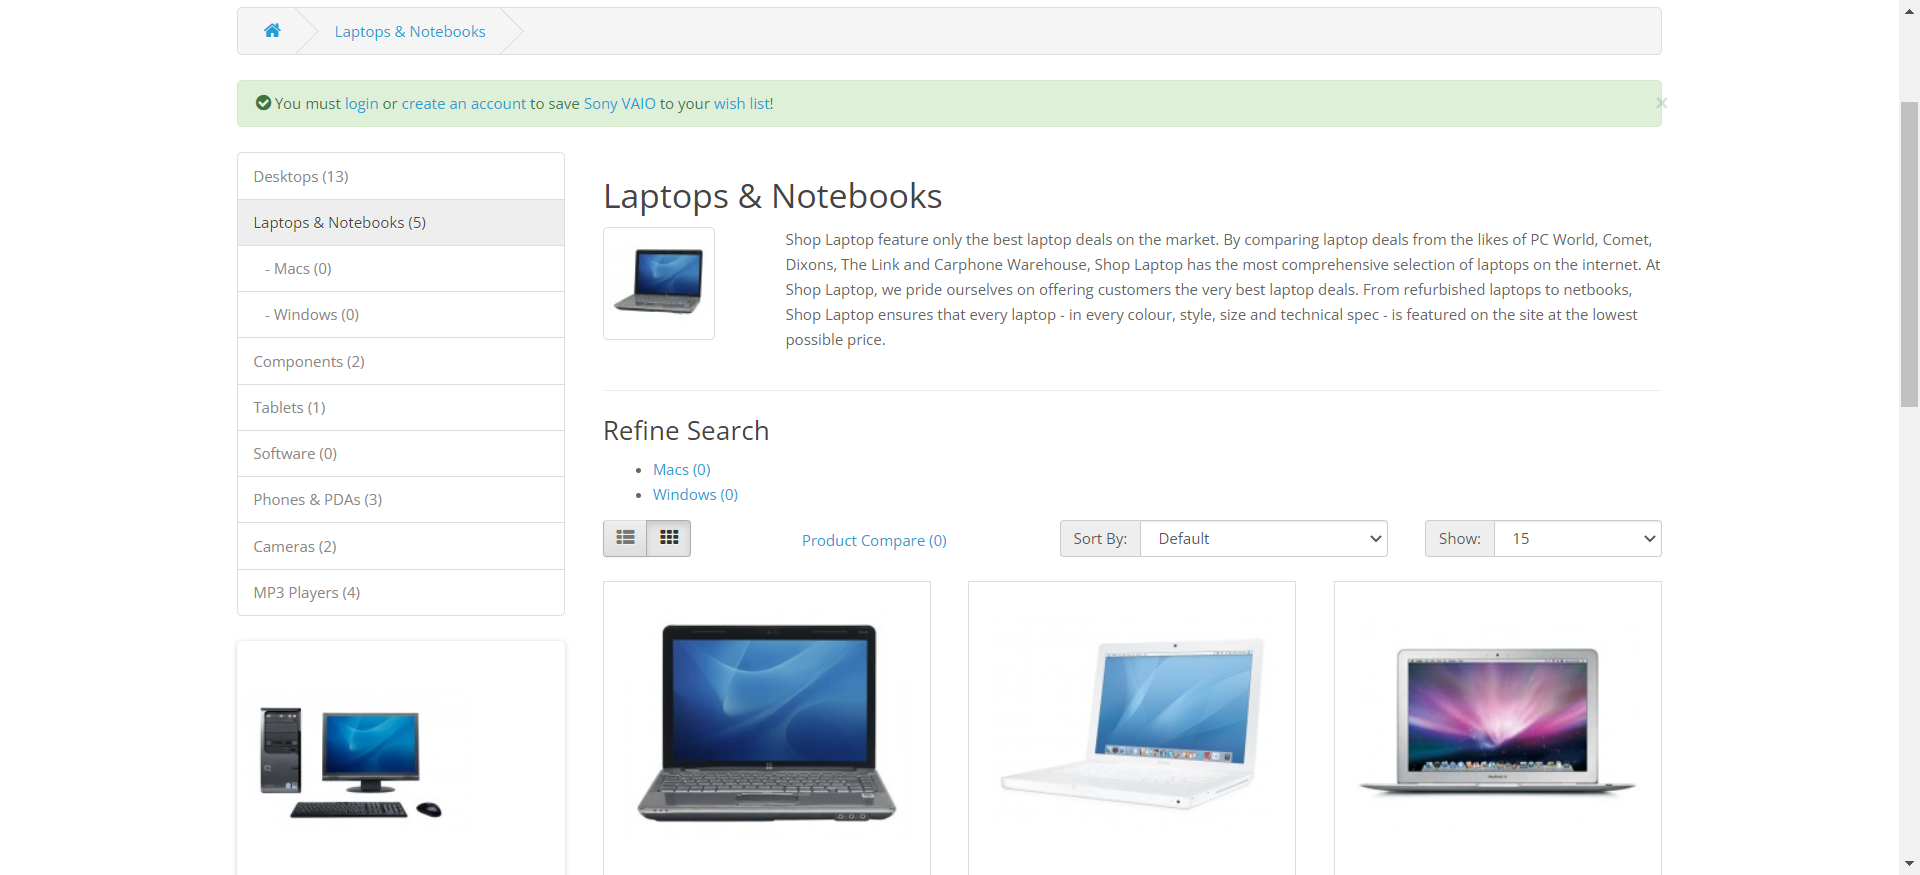 Laptops & Notebooks
You must login or create an account to save Sony VAIO to your wish list!
×
Desktops (13)
Laptops & Notebooks (5)
- Macs (0)
- Windows (0)
Components (2)
Tablets (1)
Software (0)
Phones & PDAs (3)
Cameras (2)
MP3 Players (4)
Laptops & Notebooks
Shop Laptop feature only the best laptop deals on the market. By comparing laptop deals from the likes of PC World, Comet,
Dixons, The Link and Carphone Warehouse, Shop Laptop has the most comprehensive selection of laptops on the internet. At
Shop Laptop, we pride ourselves on offering customers the very best laptop deals. From refurbished laptops to netbooks,
Shop Laptop ensures that every laptop - in every colour, style, size and technical spec - is featured on the site at the lowest
possible price.
Refine Search
Macs (0)
Windows (0)
Product Compare (0)
Sort By: Default
Show: 15